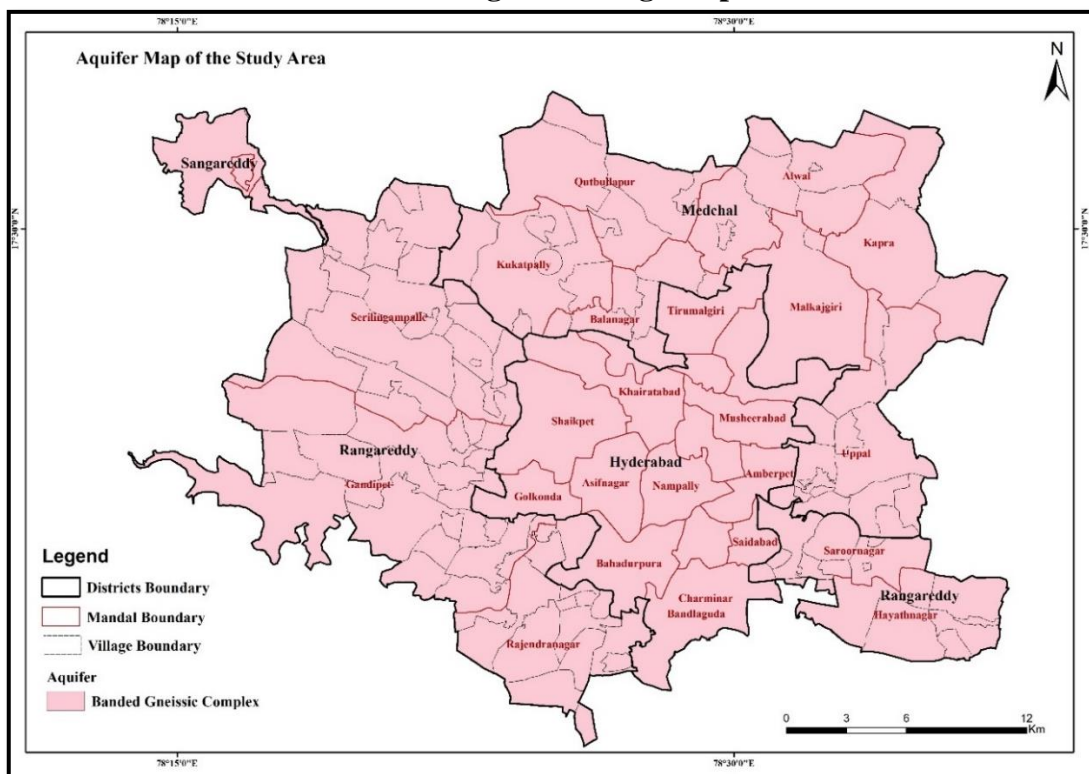 78°15'0"E
78°30'0"E
Aquifer Map of the Study Area
N
Sangareddy
Qutbullapur
Alwal
Medchal
17°30'0"N
17°30'0"N
Kapra
Kukatpally
Serilingampalle
Balanagar
Tirumalgiri
Malkajgiri
Khairatabad
Shaikpet
Musheerabad
Rangareddy
Hyderabad
Uppal
Gandipet
Golkonda
Asifnagar
Nampally
Amberpet
Saidabad
Saroornagar
Bahadurpura
Charminar
Bandlaguda
Rangareddy
Hayathnagar
Rajendranagar
Legend
Districts Boundary
Mandal Boundary
Village Boundary
Aquifer
Banded Gneissic Complex
0 3 6 12
Km
78°15'0"E
78°30'0"E